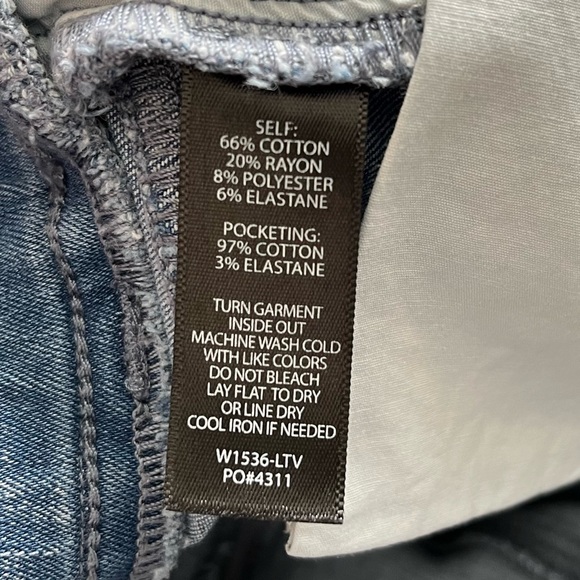 SELF:
66% COTTON
20% RAYON
8% POLYESTER
6% ELASTANE
POCKETING:
97% COTTON
3% ELASTANE
TURN GARMENT
INSIDE OUT
MACHINE WASH COLD
WITH LIKE COLORS
DO NOT BLEACH
LAY FLAT TO DRY
OR LINE DRY
COOL IRON IF NEEDED
W1536-LTV
PO#4311